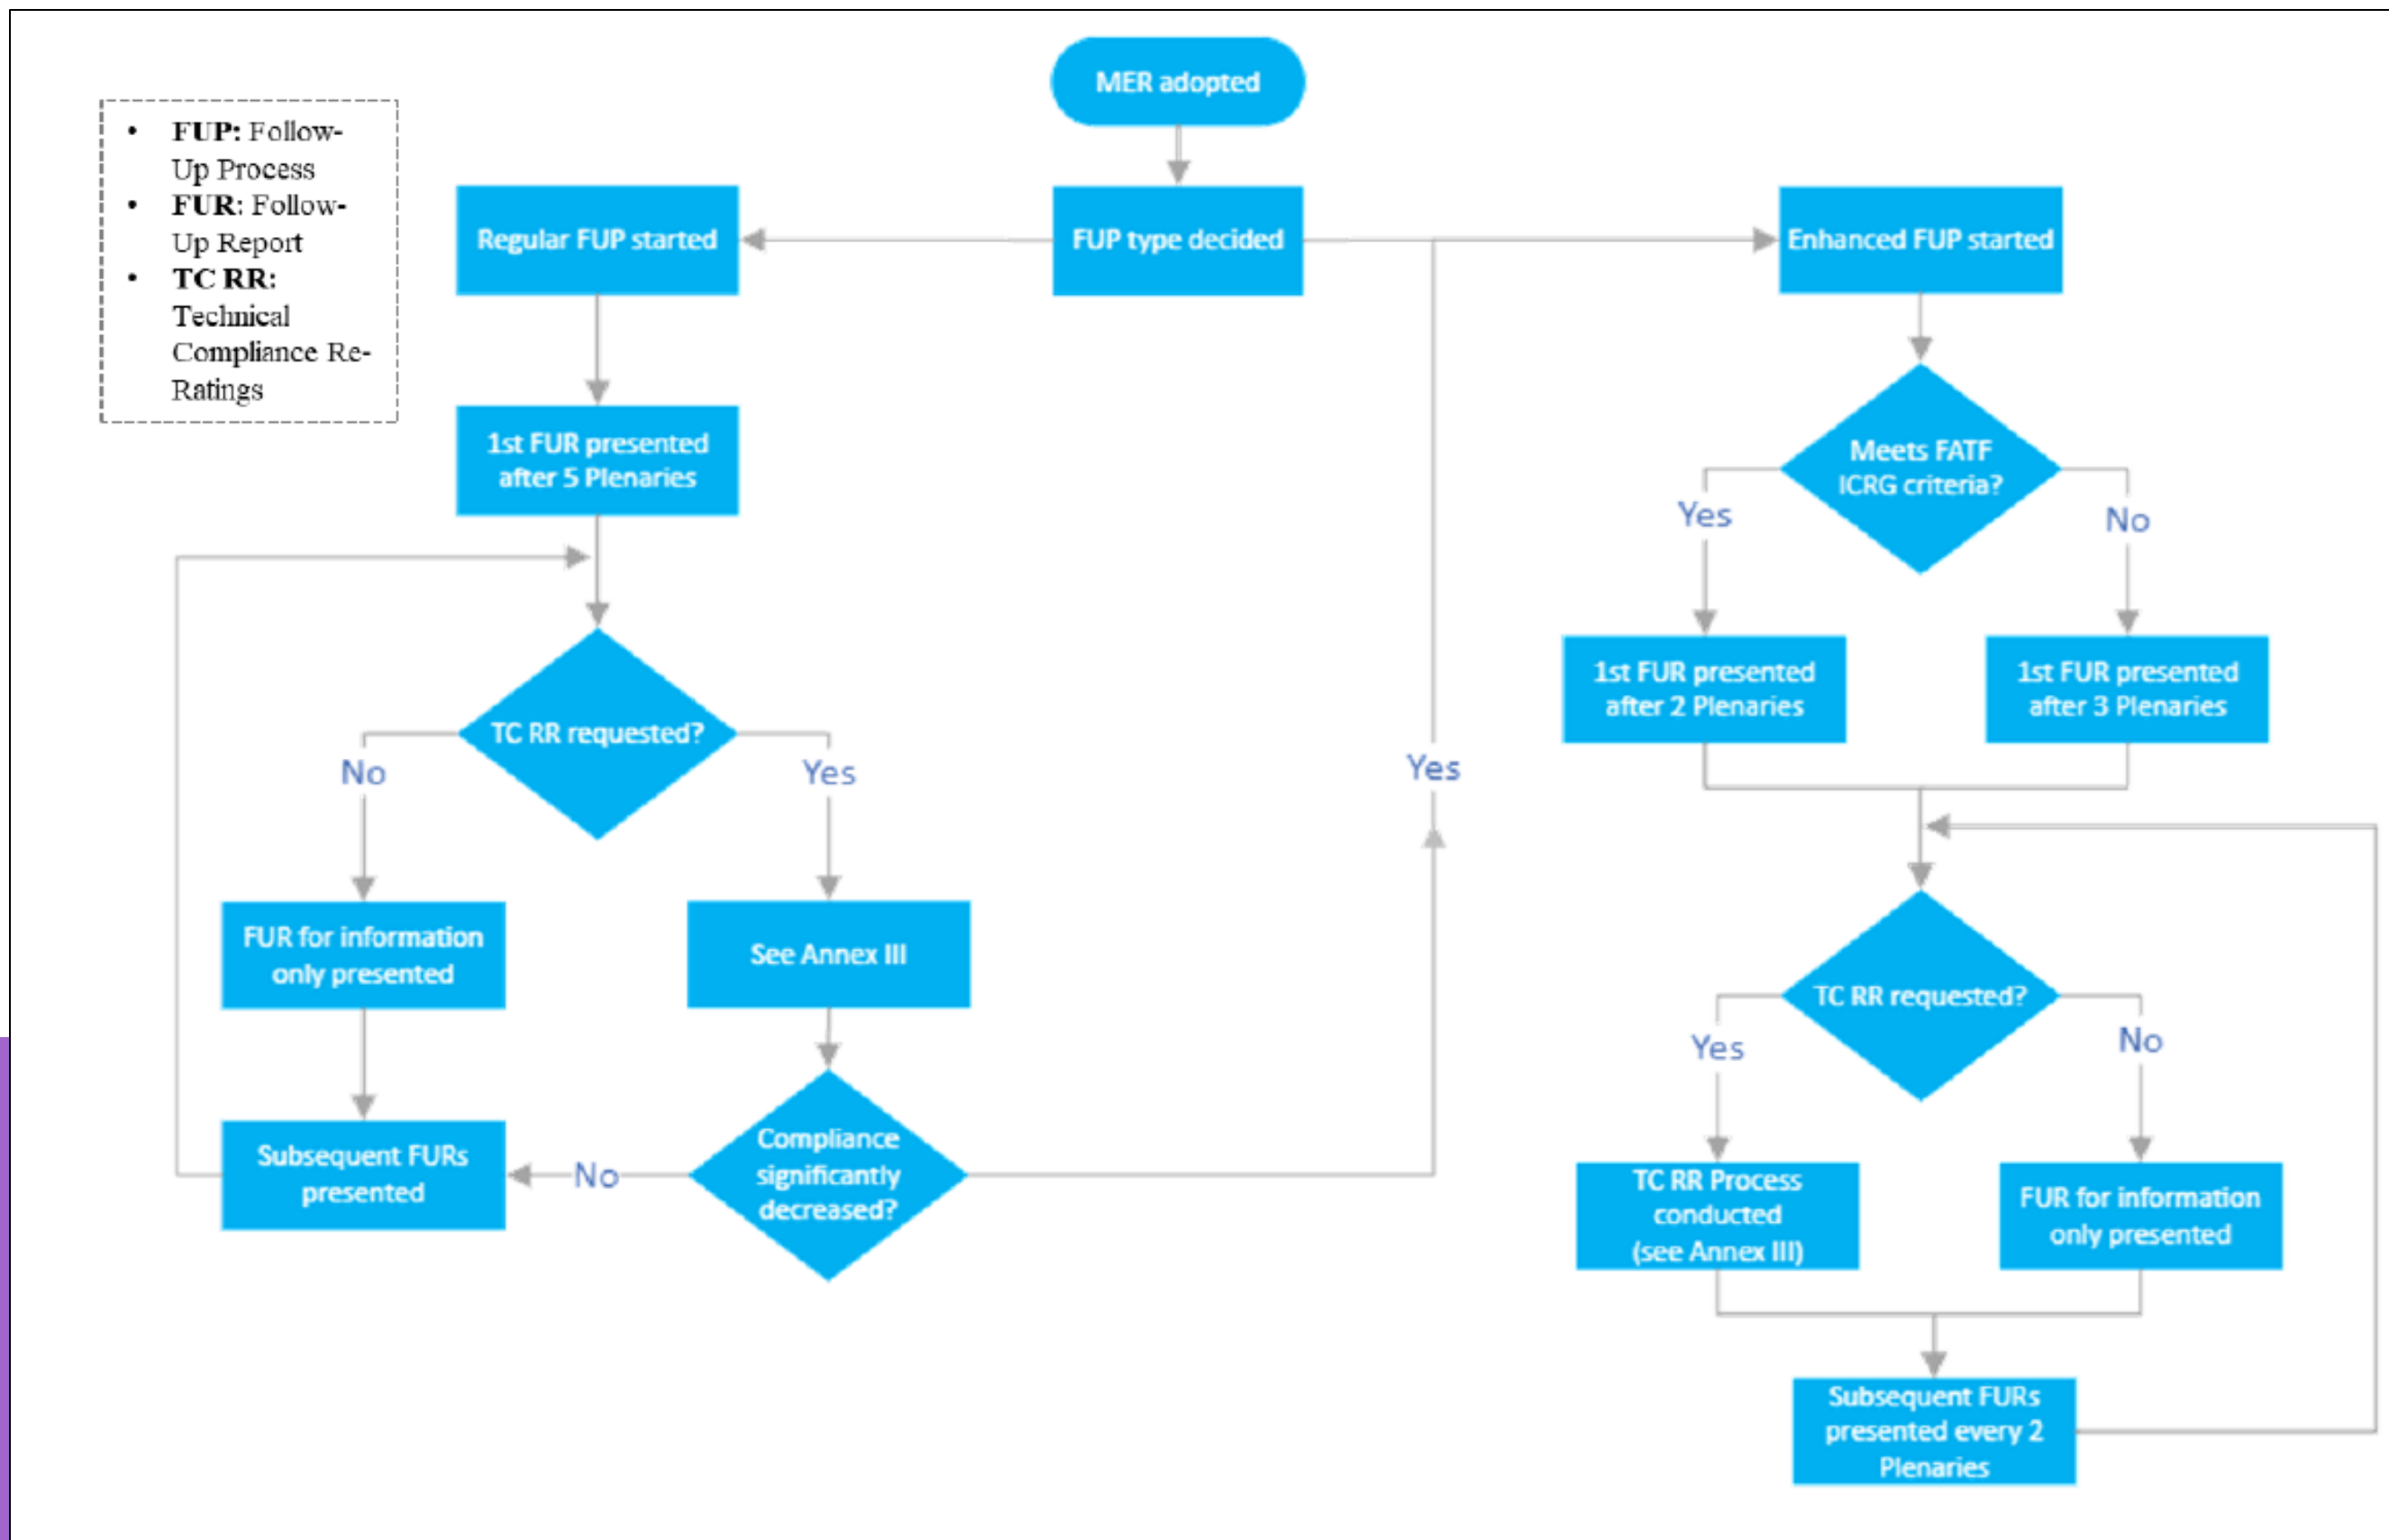 MER adopted
• FUP: Follow-
Up Process
• FUR: Follow-
Up Report
• TC RR:
Technical
Compliance Re-
Ratings
Regular FUP started
FUP type decided
Enhanced FUP started
1st FUR presented
after 5 Plenaries
Meets FATF
ICRG criteria?
Yes
No
1st FUR presented
after 2 Plenaries
1st FUR presented
after 3 Plenaries
TC RR requested?
No
Yes
Yes
FUR for information
only presented
See Annex III
TC RR requested?
Yes
No
Subsequent FURs
presented
No
Compliance
significantly
decreased?
TC RR Process
conducted
(see Annex III)
FUR for information
only presented
Subsequent FURs
presented every 2
Plenaries